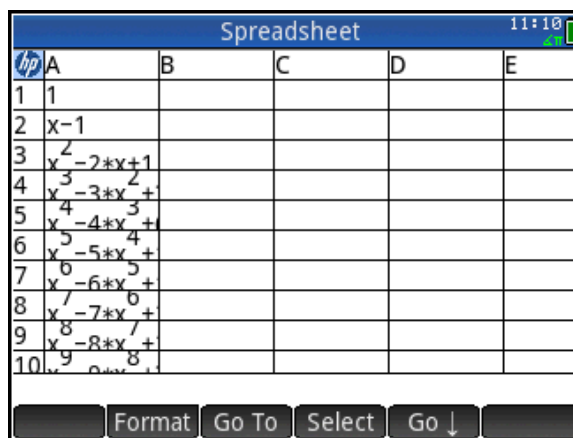 Spreadsheet 11:10
∡π
hp A B C D E
1 1
2 x-1
3 x²-2*x+1
4 x³-3*x²+
5 x⁴-4*x³+
6 x⁵-5*x⁴+
7 x⁶-6*x⁵+
8 x⁷-7*x⁶+
9 x⁸-8*x⁷+
10
Format Go To Select Go ↓